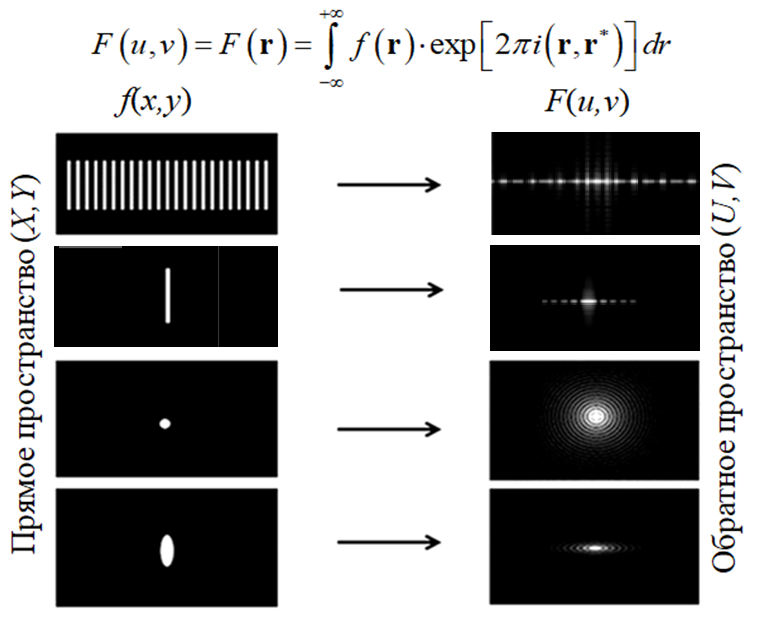 F(u,v) = F(r) = ∫_{-∞}^{+∞} f(r)·exp[2πi(r,r*)]dr
f(x,y)
F(u,v)
Прямое пространство (X,Y)
Обратное пространство (U,V)